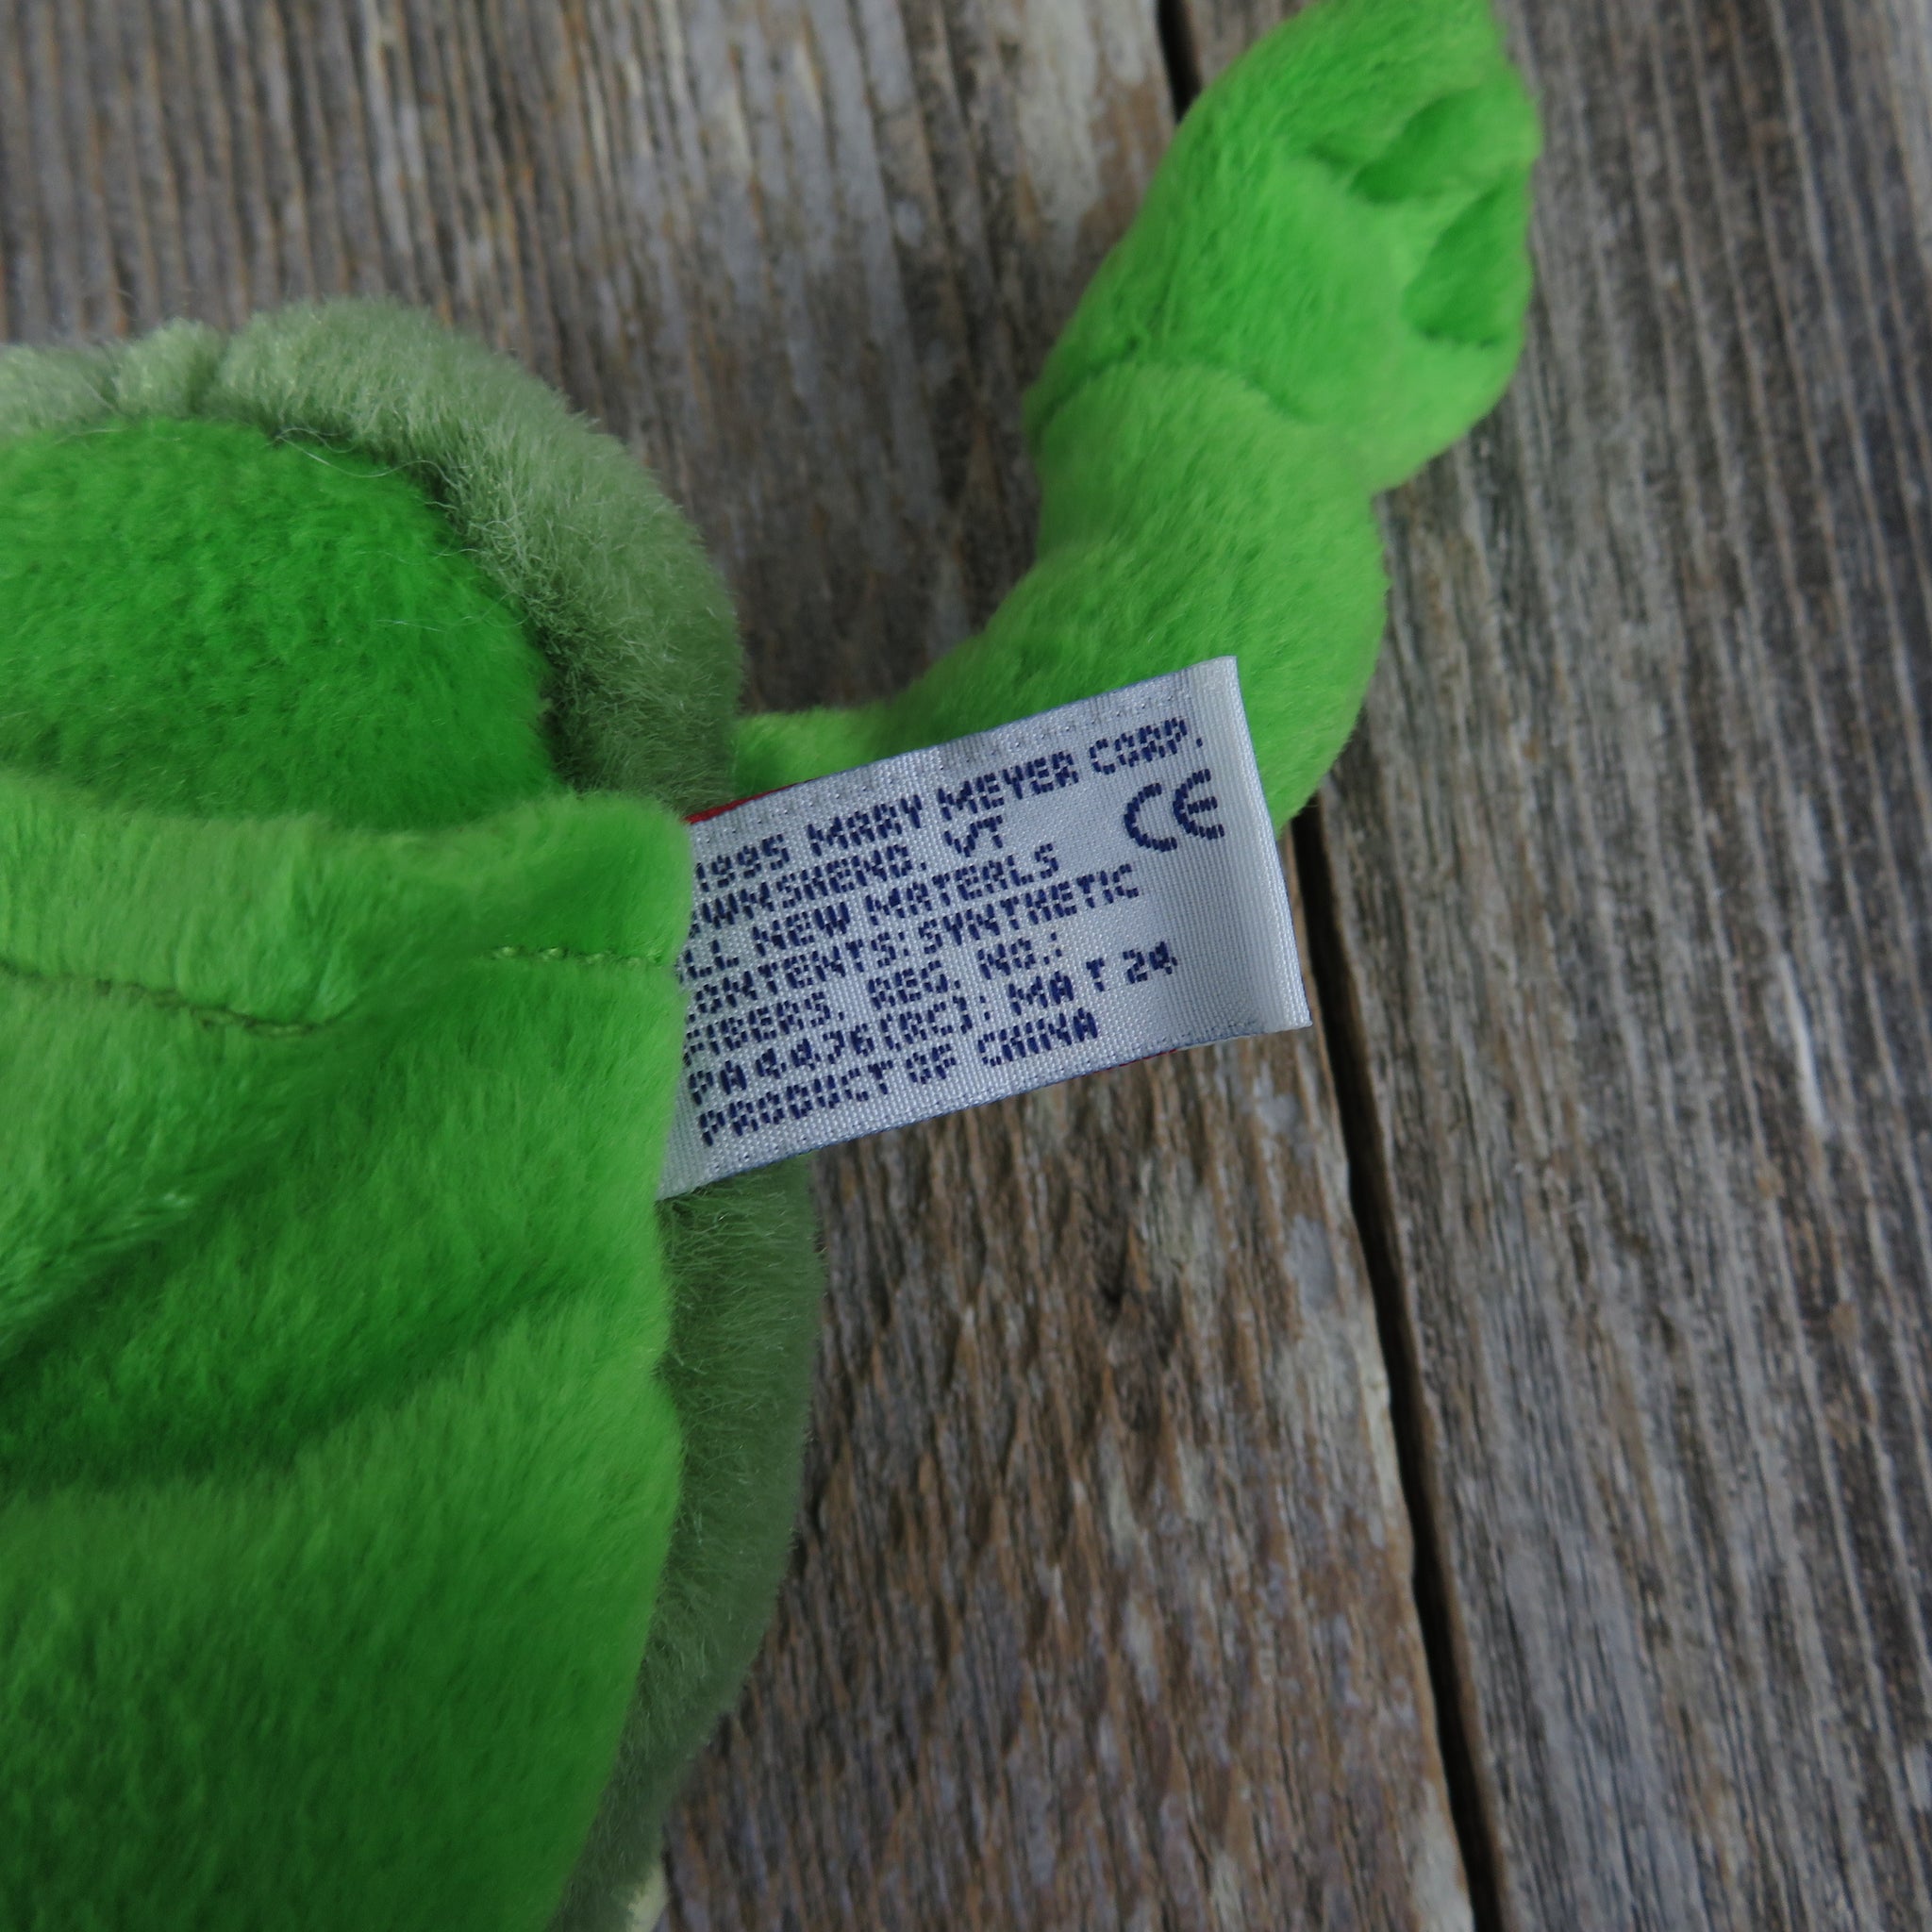 1995 MARY MEYER CORP.
WNSHEND, VT
CE
LL NEW MATERLS
ONTENTS: SYNTHETIC
FIBERS REG. NO.:
PA 4476(RC); MA T 24
PRODUCT OF CHINA